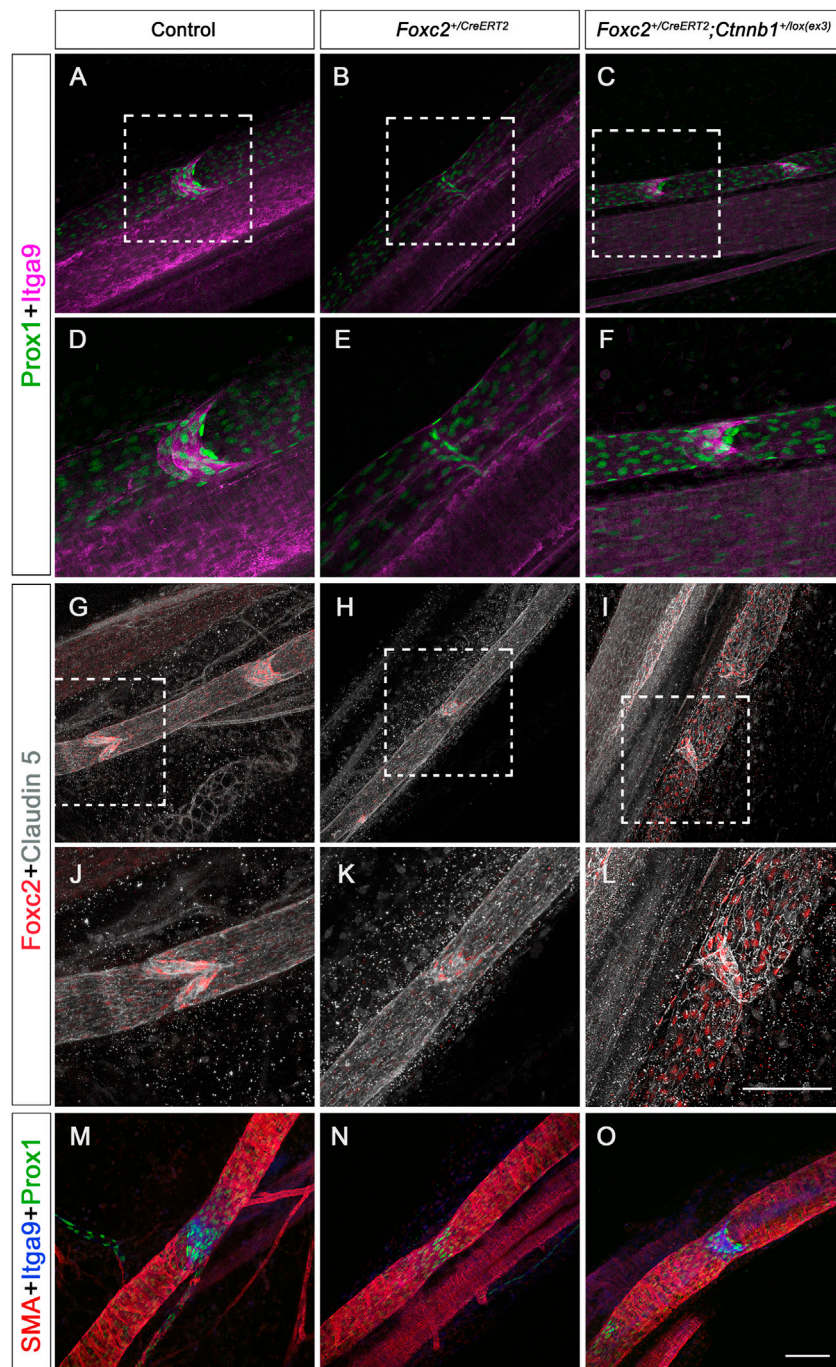 Control
Foxc2+/CreERT2
Foxc2+/CreERT2;Ctnnb1+/lox(ex3)
Prox1+Itga9
A
B
C
D
E
F
Foxc2+Claudin 5
G
H
I
J
K
L
SMA+Itga9+Prox1
M
N
O